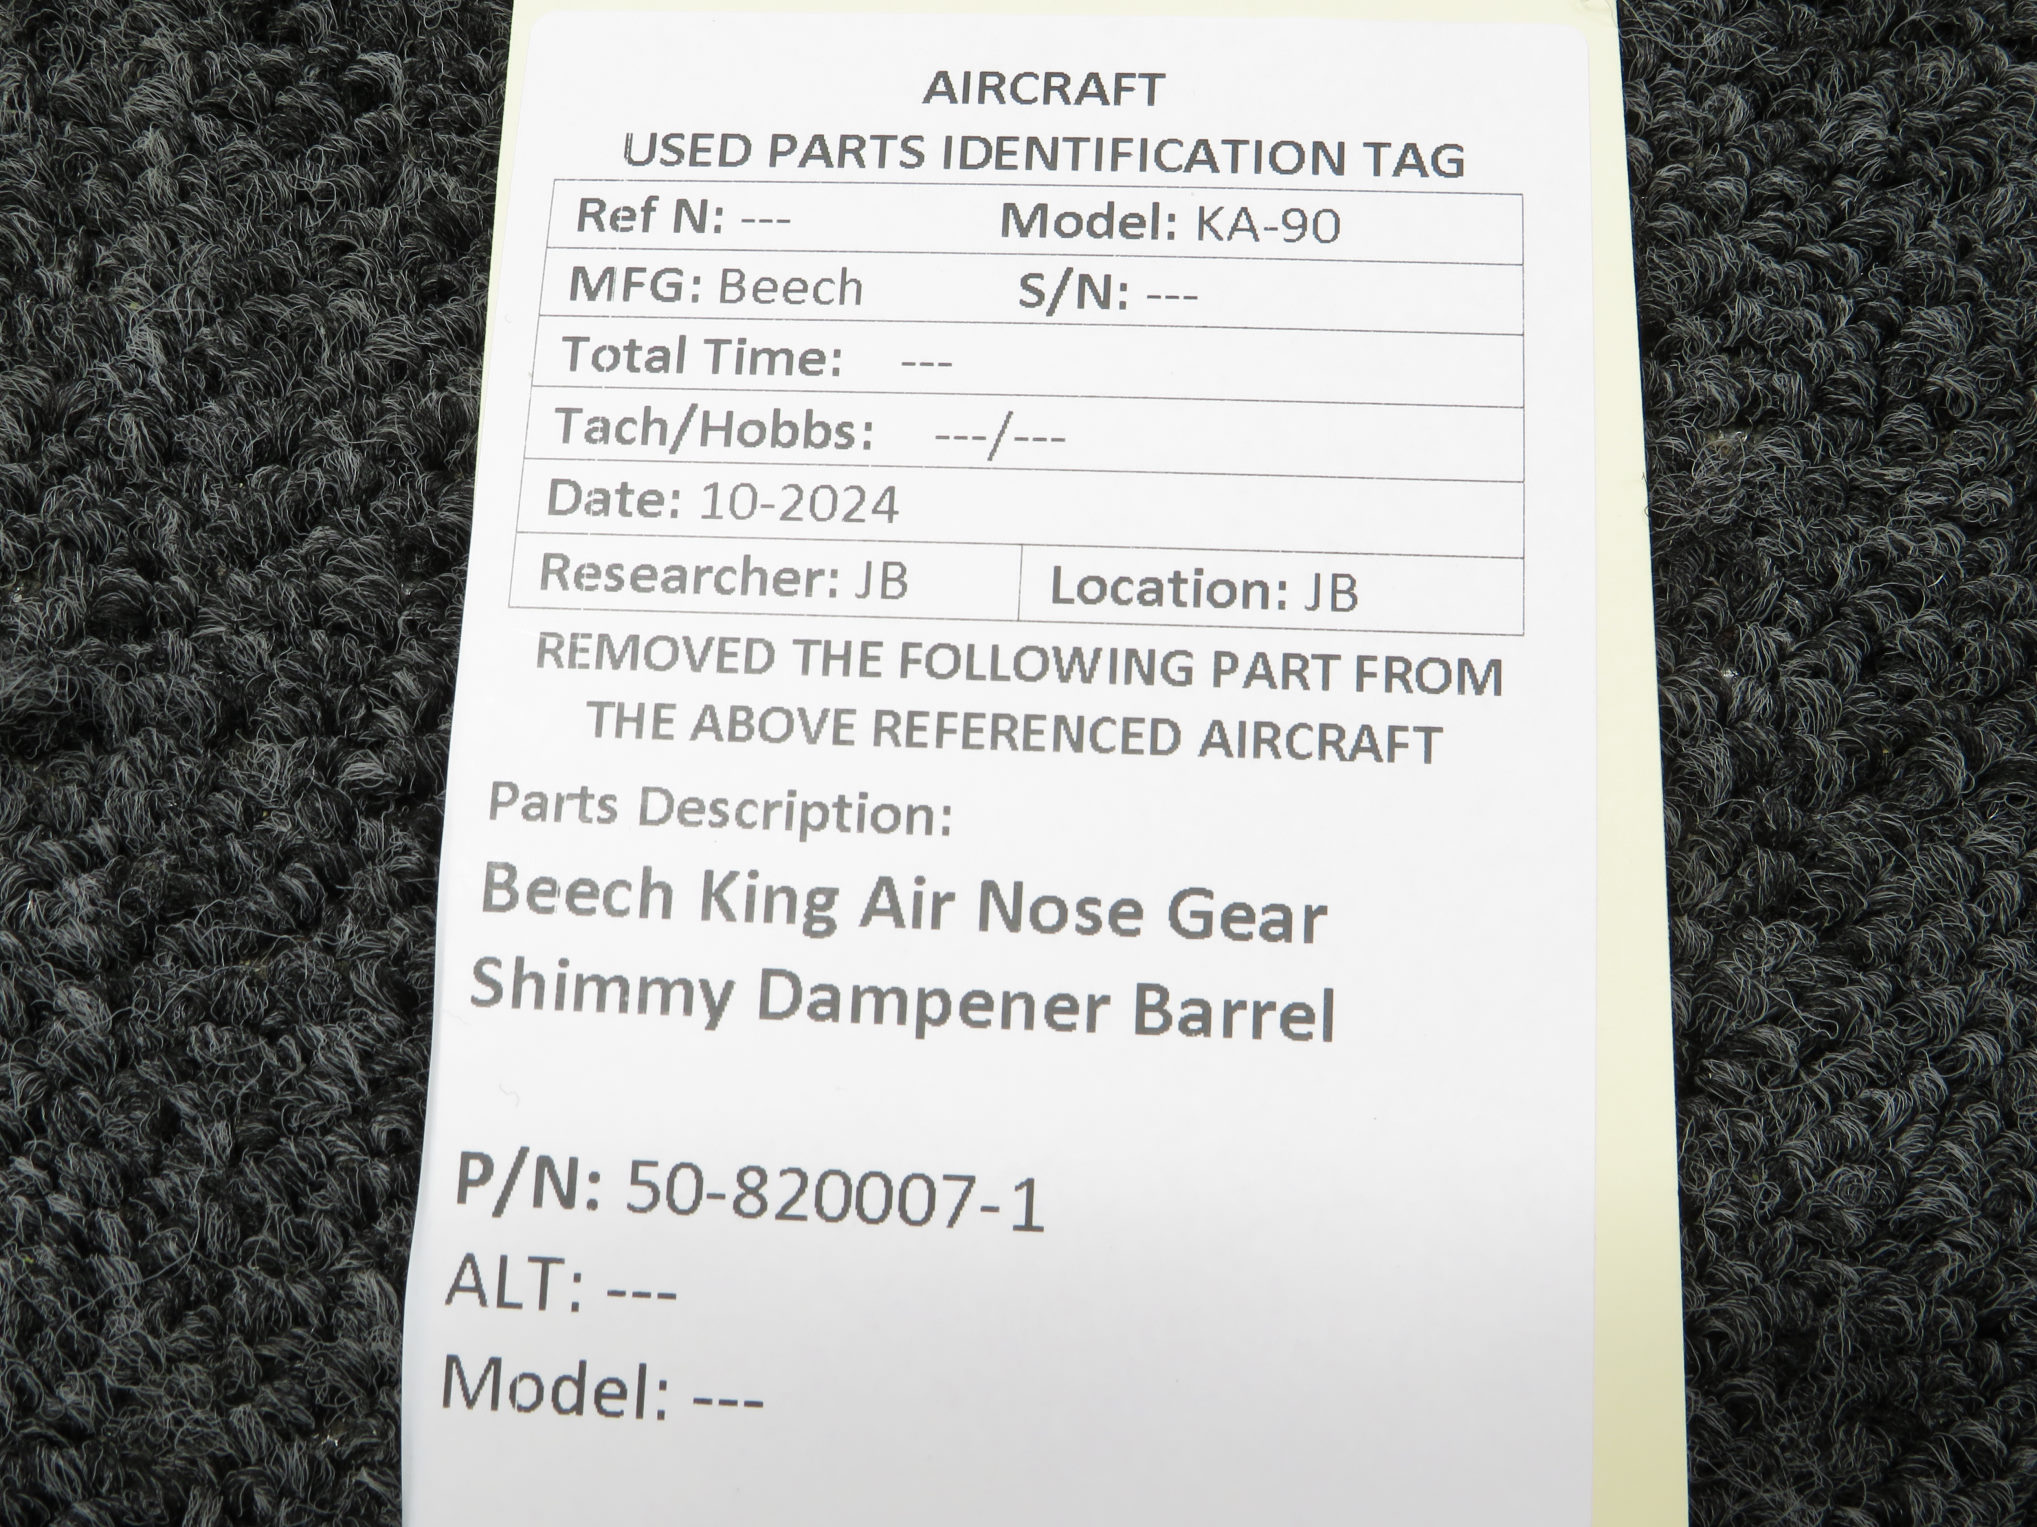 AIRCRAFT
USED PARTS IDENTIFICATION TAG
Ref N: --- Model: KA-90
MFG: Beech S/N: ---
Total Time: ---
Tach/Hobbs: ---/---
Date: 10-2024
Researcher: JB Location: JB
REMOVED THE FOLLOWING PART FROM
THE ABOVE REFERENCED AIRCRAFT
Parts Description:
Beech King Air Nose Gear
Shimmy Dampener Barrel
P/N: 50-820007-1
ALT: ---
Model: ---